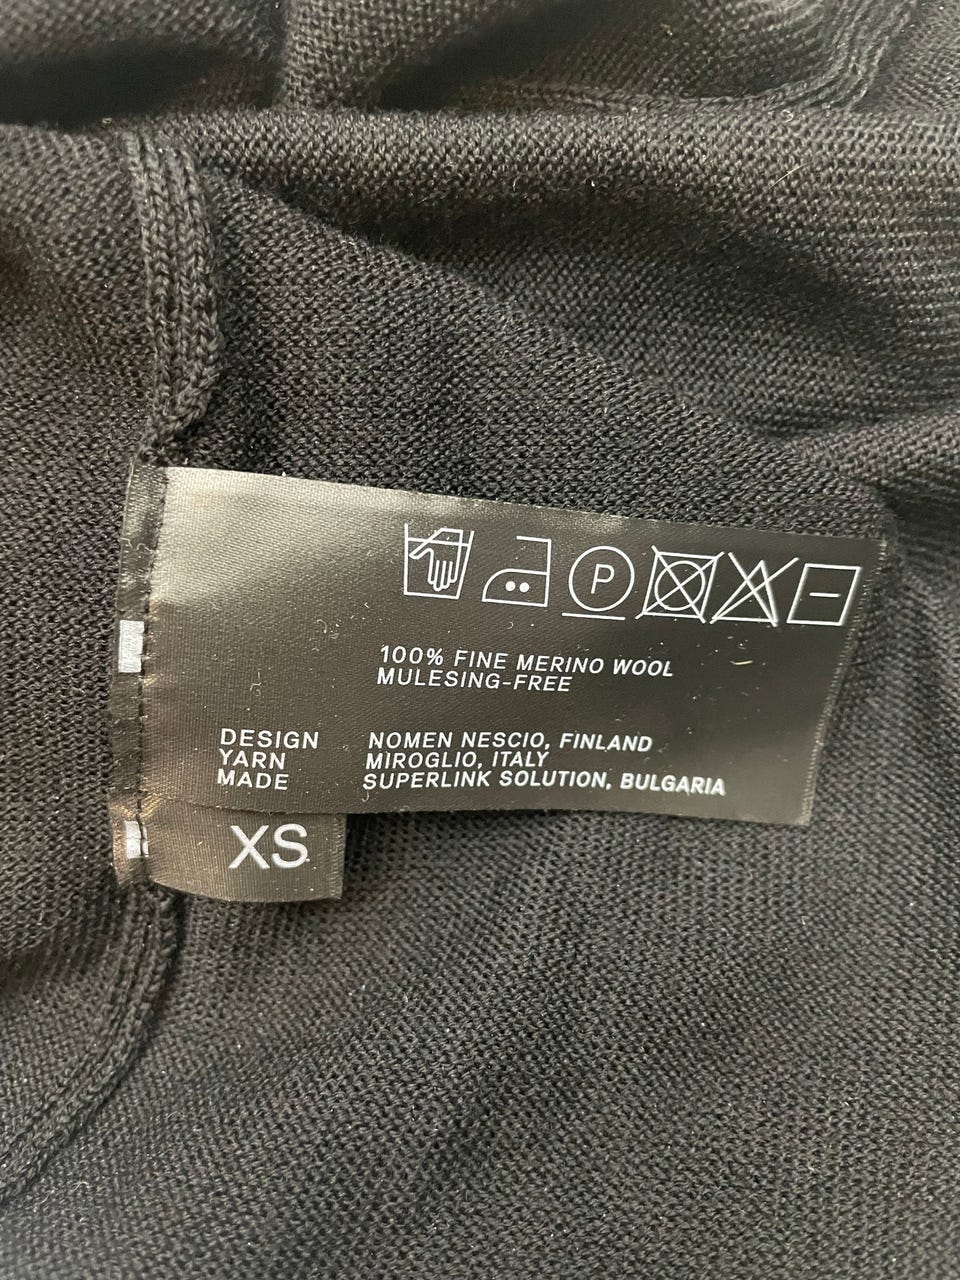 P
100% FINE MERINO WOOL
MULESING-FREE
DESIGN NOMEN NESCIO, FINLAND
YARN MIROGLIO, ITALY
MADE SUPERLINK SOLUTION, BULGARIA
XS